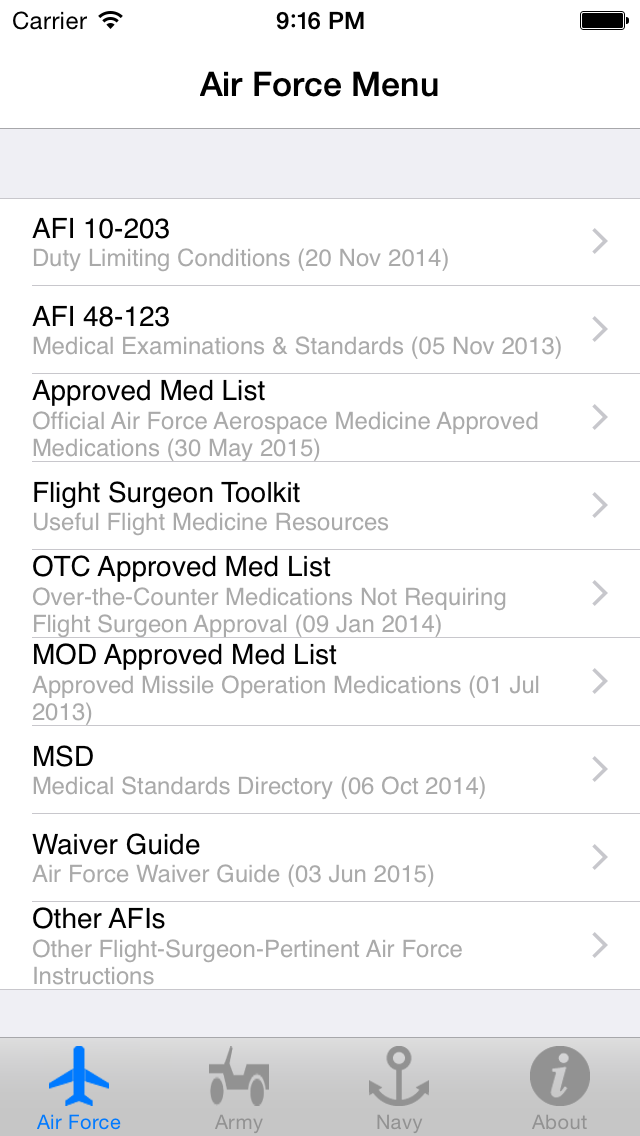 Carrier 9:16 PM
Air Force Menu
AFI 10-203
Duty Limiting Conditions (20 Nov 2014)
AFI 48-123
Medical Examinations & Standards (05 Nov 2013)
Approved Med List
Official Air Force Aerospace Medicine Approved
Medications (30 May 2015)
Flight Surgeon Toolkit
Useful Flight Medicine Resources
OTC Approved Med List
Over-the-Counter Medications Not Requiring
Flight Surgeon Approval (09 Jan 2014)
MOD Approved Med List
Approved Missile Operation Medications (01 Jul
2013)
MSD
Medical Standards Directory (06 Oct 2014)
Waiver Guide
Air Force Waiver Guide (03 Jun 2015)
Other AFIs
Other Flight-Surgeon-Pertinent Air Force
Instructions
Air Force Army Navy About